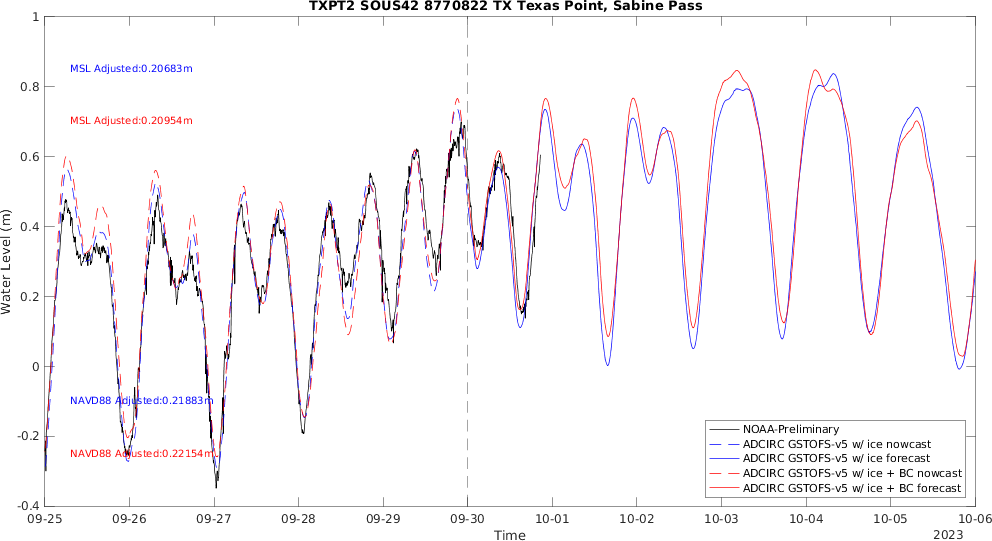 TXPT2 SOUS42 8770822 TX Texas Point, Sabine Pass
1
0.8
0.6
0.4
0.2
0
-0.2
-0.4
Water Level (m)
MSL Adjusted:0.20683m
MSL Adjusted:0.20954m
NAVD88 Adjusted:0.21883m
NAVD88 Adjusted:0.22154m
NOAA-Preliminary
ADCIRC GSTOFS-v5 w/ ice nowcast
ADCIRC GSTOFS-v5 w/ ice forecast
ADCIRC GSTOFS-v5 w/ ice + BC nowcast
ADCIRC GSTOFS-v5 w/ ice + BC forecast
09-25 09-26 09-27 09-28 09-29 09-30 10-01 10-02 10-03 10-04 10-05 10-06
Time
2023